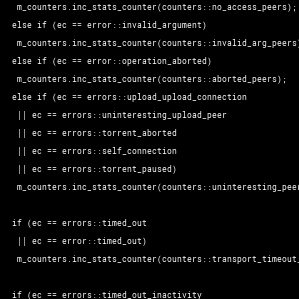 m_counters.inc_stats_counter(counters::no_access_peers);
else if (ec == error::invalid_argument)
m_counters.inc_stats_counter(counters::invalid_arg_peers)
else if (ec == error::operation_aborted)
m_counters.inc_stats_counter(counters::aborted_peers);
else if (ec == errors::upload_upload_connection
|| ec == errors::uninteresting_upload_peer
|| ec == errors::torrent_aborted
|| ec == errors::self_connection
|| ec == errors::torrent_paused)
m_counters.inc_stats_counter(counters::uninteresting_peer
if (ec == errors::timed_out
|| ec == error::timed_out)
m_counters.inc_stats_counter(counters::transport_timeout_
if (ec == errors::timed_out_inactivity